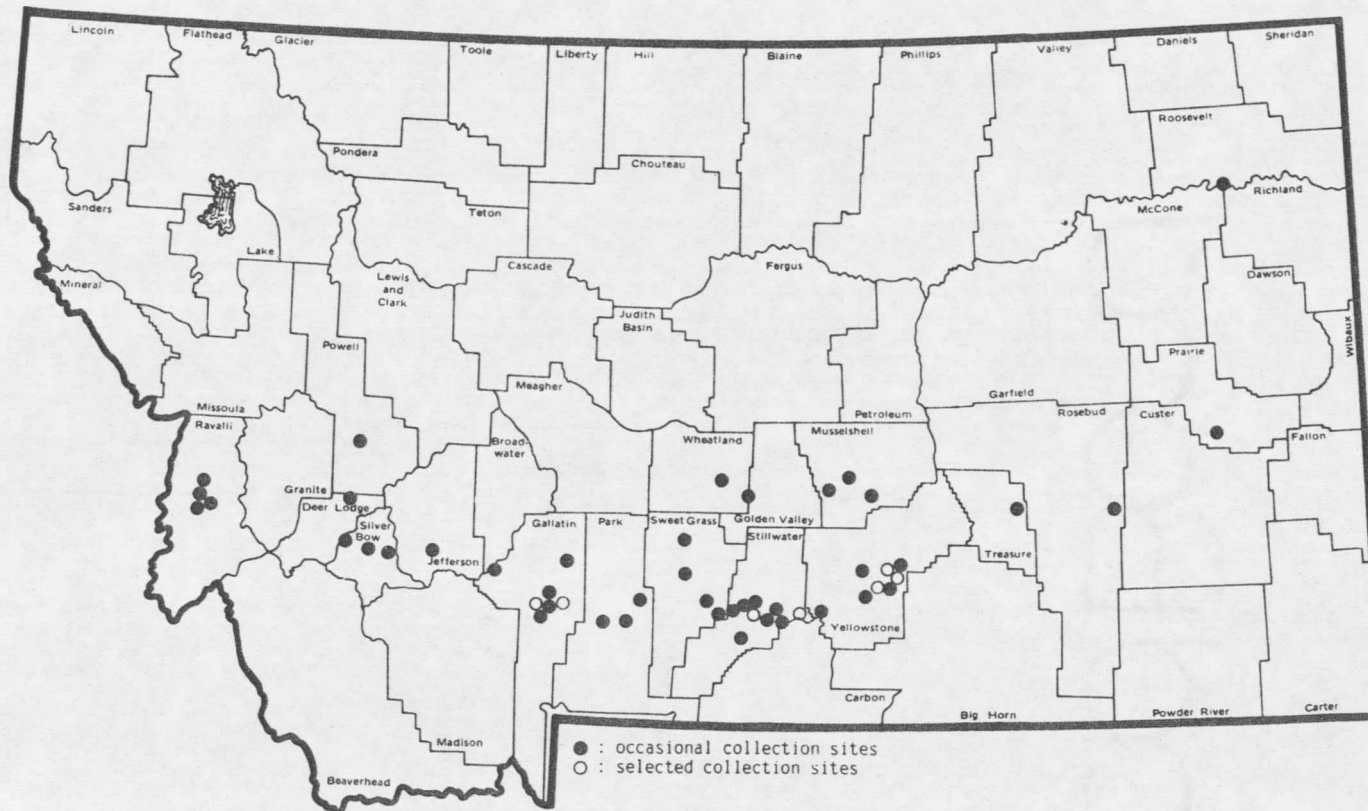 Lincoln
Flathead
Glacier
Toole
Liberty
Hill
Blaine
Phillips
Valley
Daniels
Sheridan
Roosevelt
Pondera
Chouteau
Teton
Sanders
Lake
McCone
Richland
Mineral
Lewis
and
Clark
Cascade
Fergus
Dawson
Judith
Basin
Wibaux
Powell
Meagher
Prairie
Missoula
Ravalli
Broad-
water
Wheatland
Petroleum
Musselshell
Garfield
Rosebud
Custer
Fallon
Granite
Deer Lodge
Silver
Bow
Jefferson
Gallatin
Park
Sweet Grass
Golden Valley
Stillwater
Treasure
Yellowstone
Carbon
Big Horn
Powder River
Carter
Madison
Beaverhead
● : occasional collection sites
○ : selected collection sites